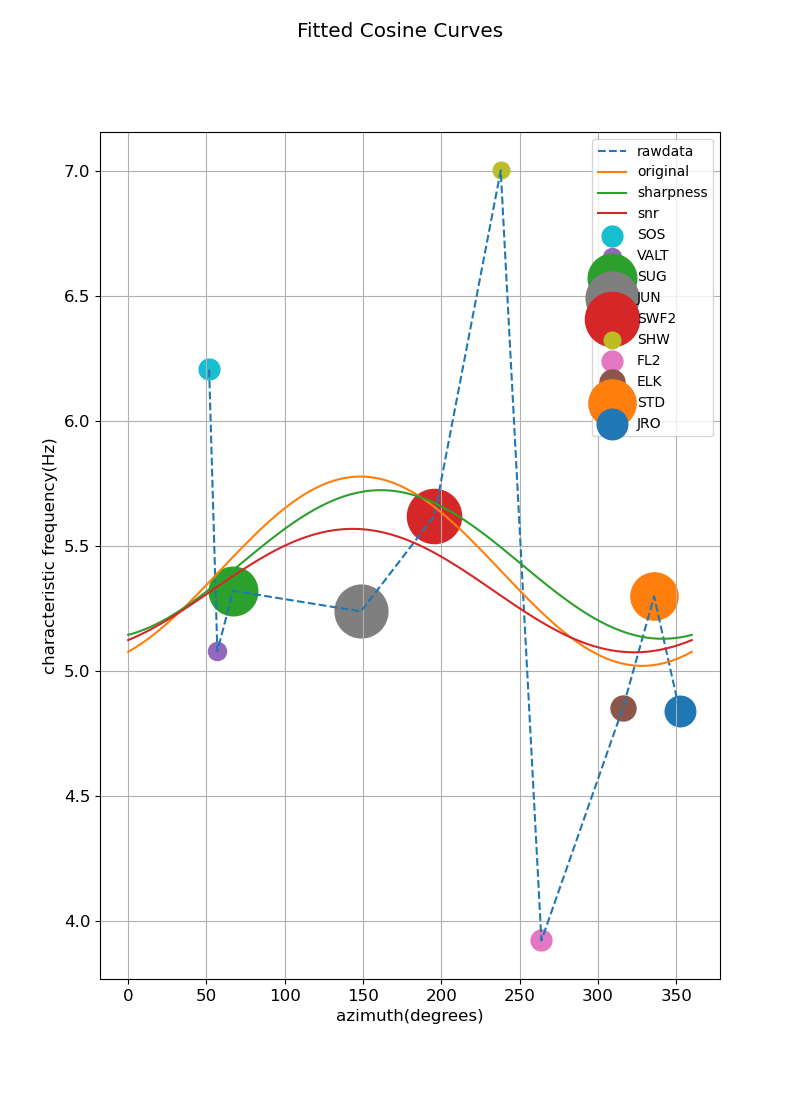 Fitted Cosine Curves
7.0
6.5
6.0
5.5
5.0
4.5
4.0
characteristic frequency(Hz)
rawdata
original
sharpness
snr
SOS
VALT
SUG
JUN
SWF2
SHW
FL2
ELK
STD
JRO
0 50 100 150 200 250 300 350
azimuth(degrees)